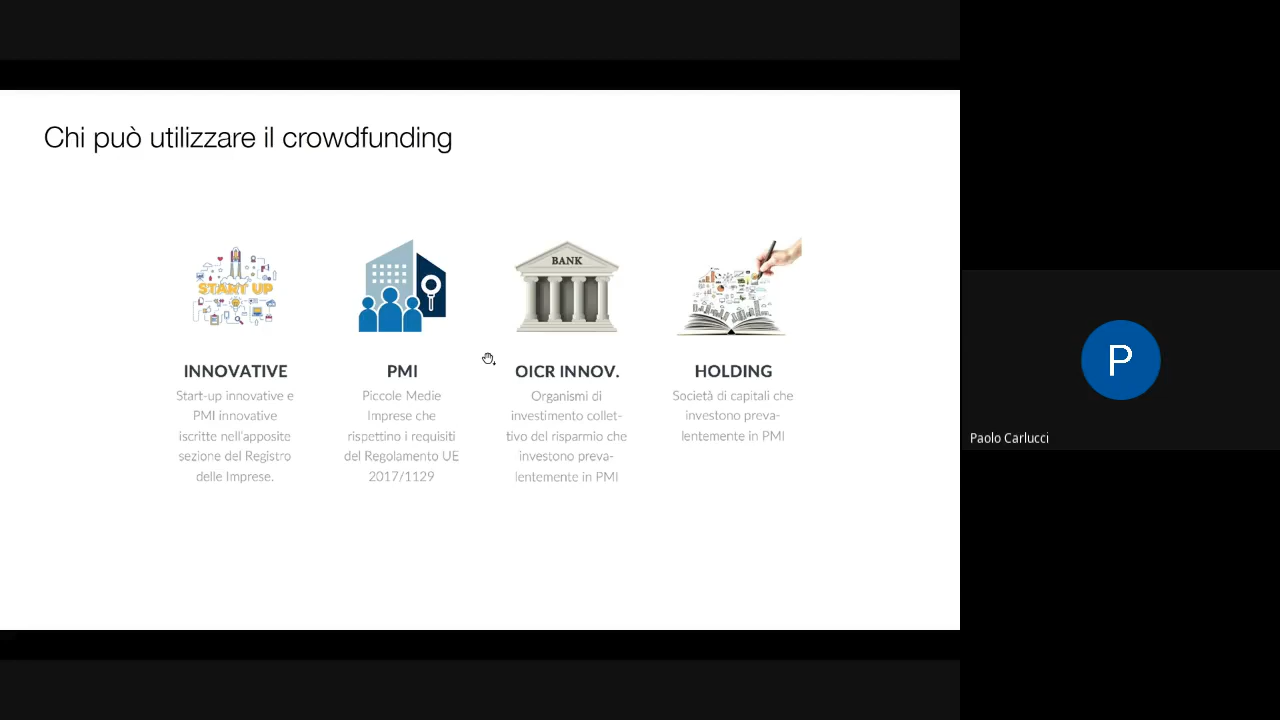 Chi può utilizzare il crowdfunding
START UP
BANK
INNOVATIVE
Start-up innovative e
PMI innovative
iscritte nell'apposite
sezione del Registro
delle Imprese.
PMI
Piccole Medie
Imprese che
rispettino i requisiti
del Regolamento UE
2017/1129
OICR INNOV.
Organismi di
investimento collet-
tivo del risparmio che
investono preva-
lentemente in PMI
HOLDING
Società di capitali che
investono preva-
lentemente in PMI
P
Paolo Carlucci